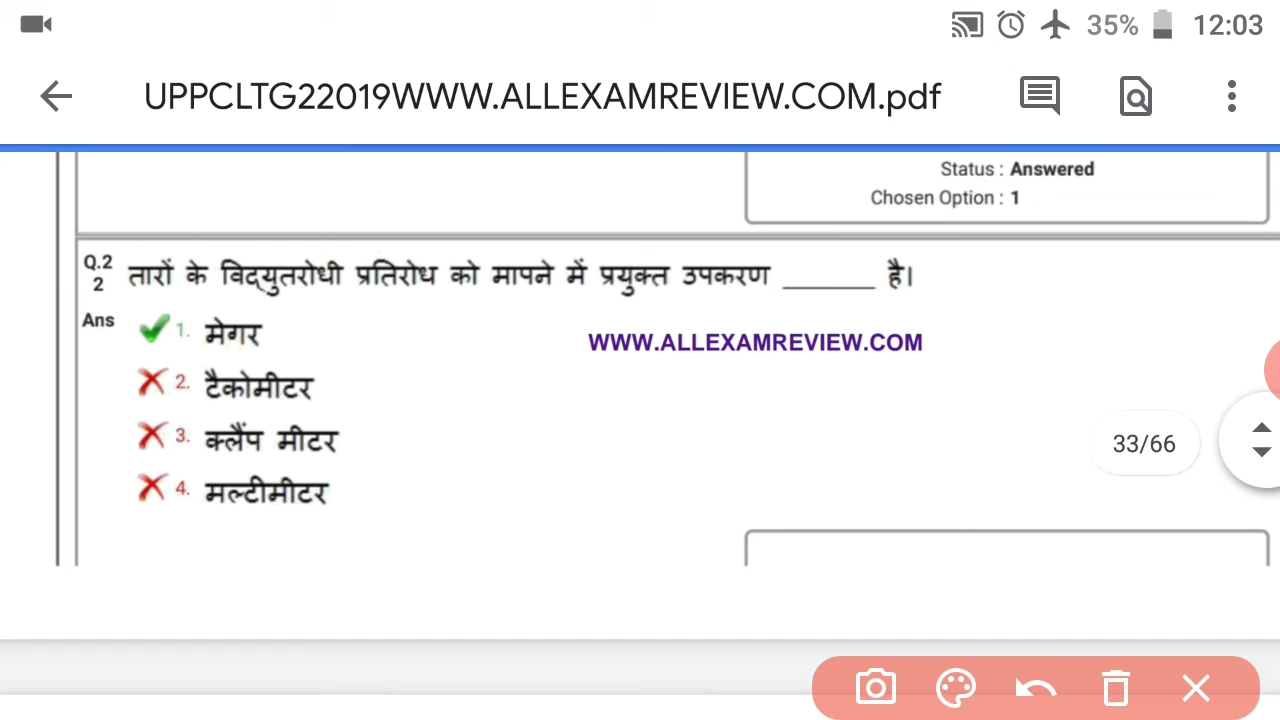 35% 12:03
UPPCLTG22019WWW.ALLEXAMREVIEW.COM.pdf
Status : Answered
Chosen Option : 1
Q.2
2 तारों के विद्युतरोधी प्रतिरोध को मापने में प्रयुक्त उपकरण _______ है।
Ans 1. मेगर
WWW.ALLEXAMREVIEW.COM
2. टैकोमीटर
3. क्लैंप मीटर
33/66
4. मल्टीमीटर